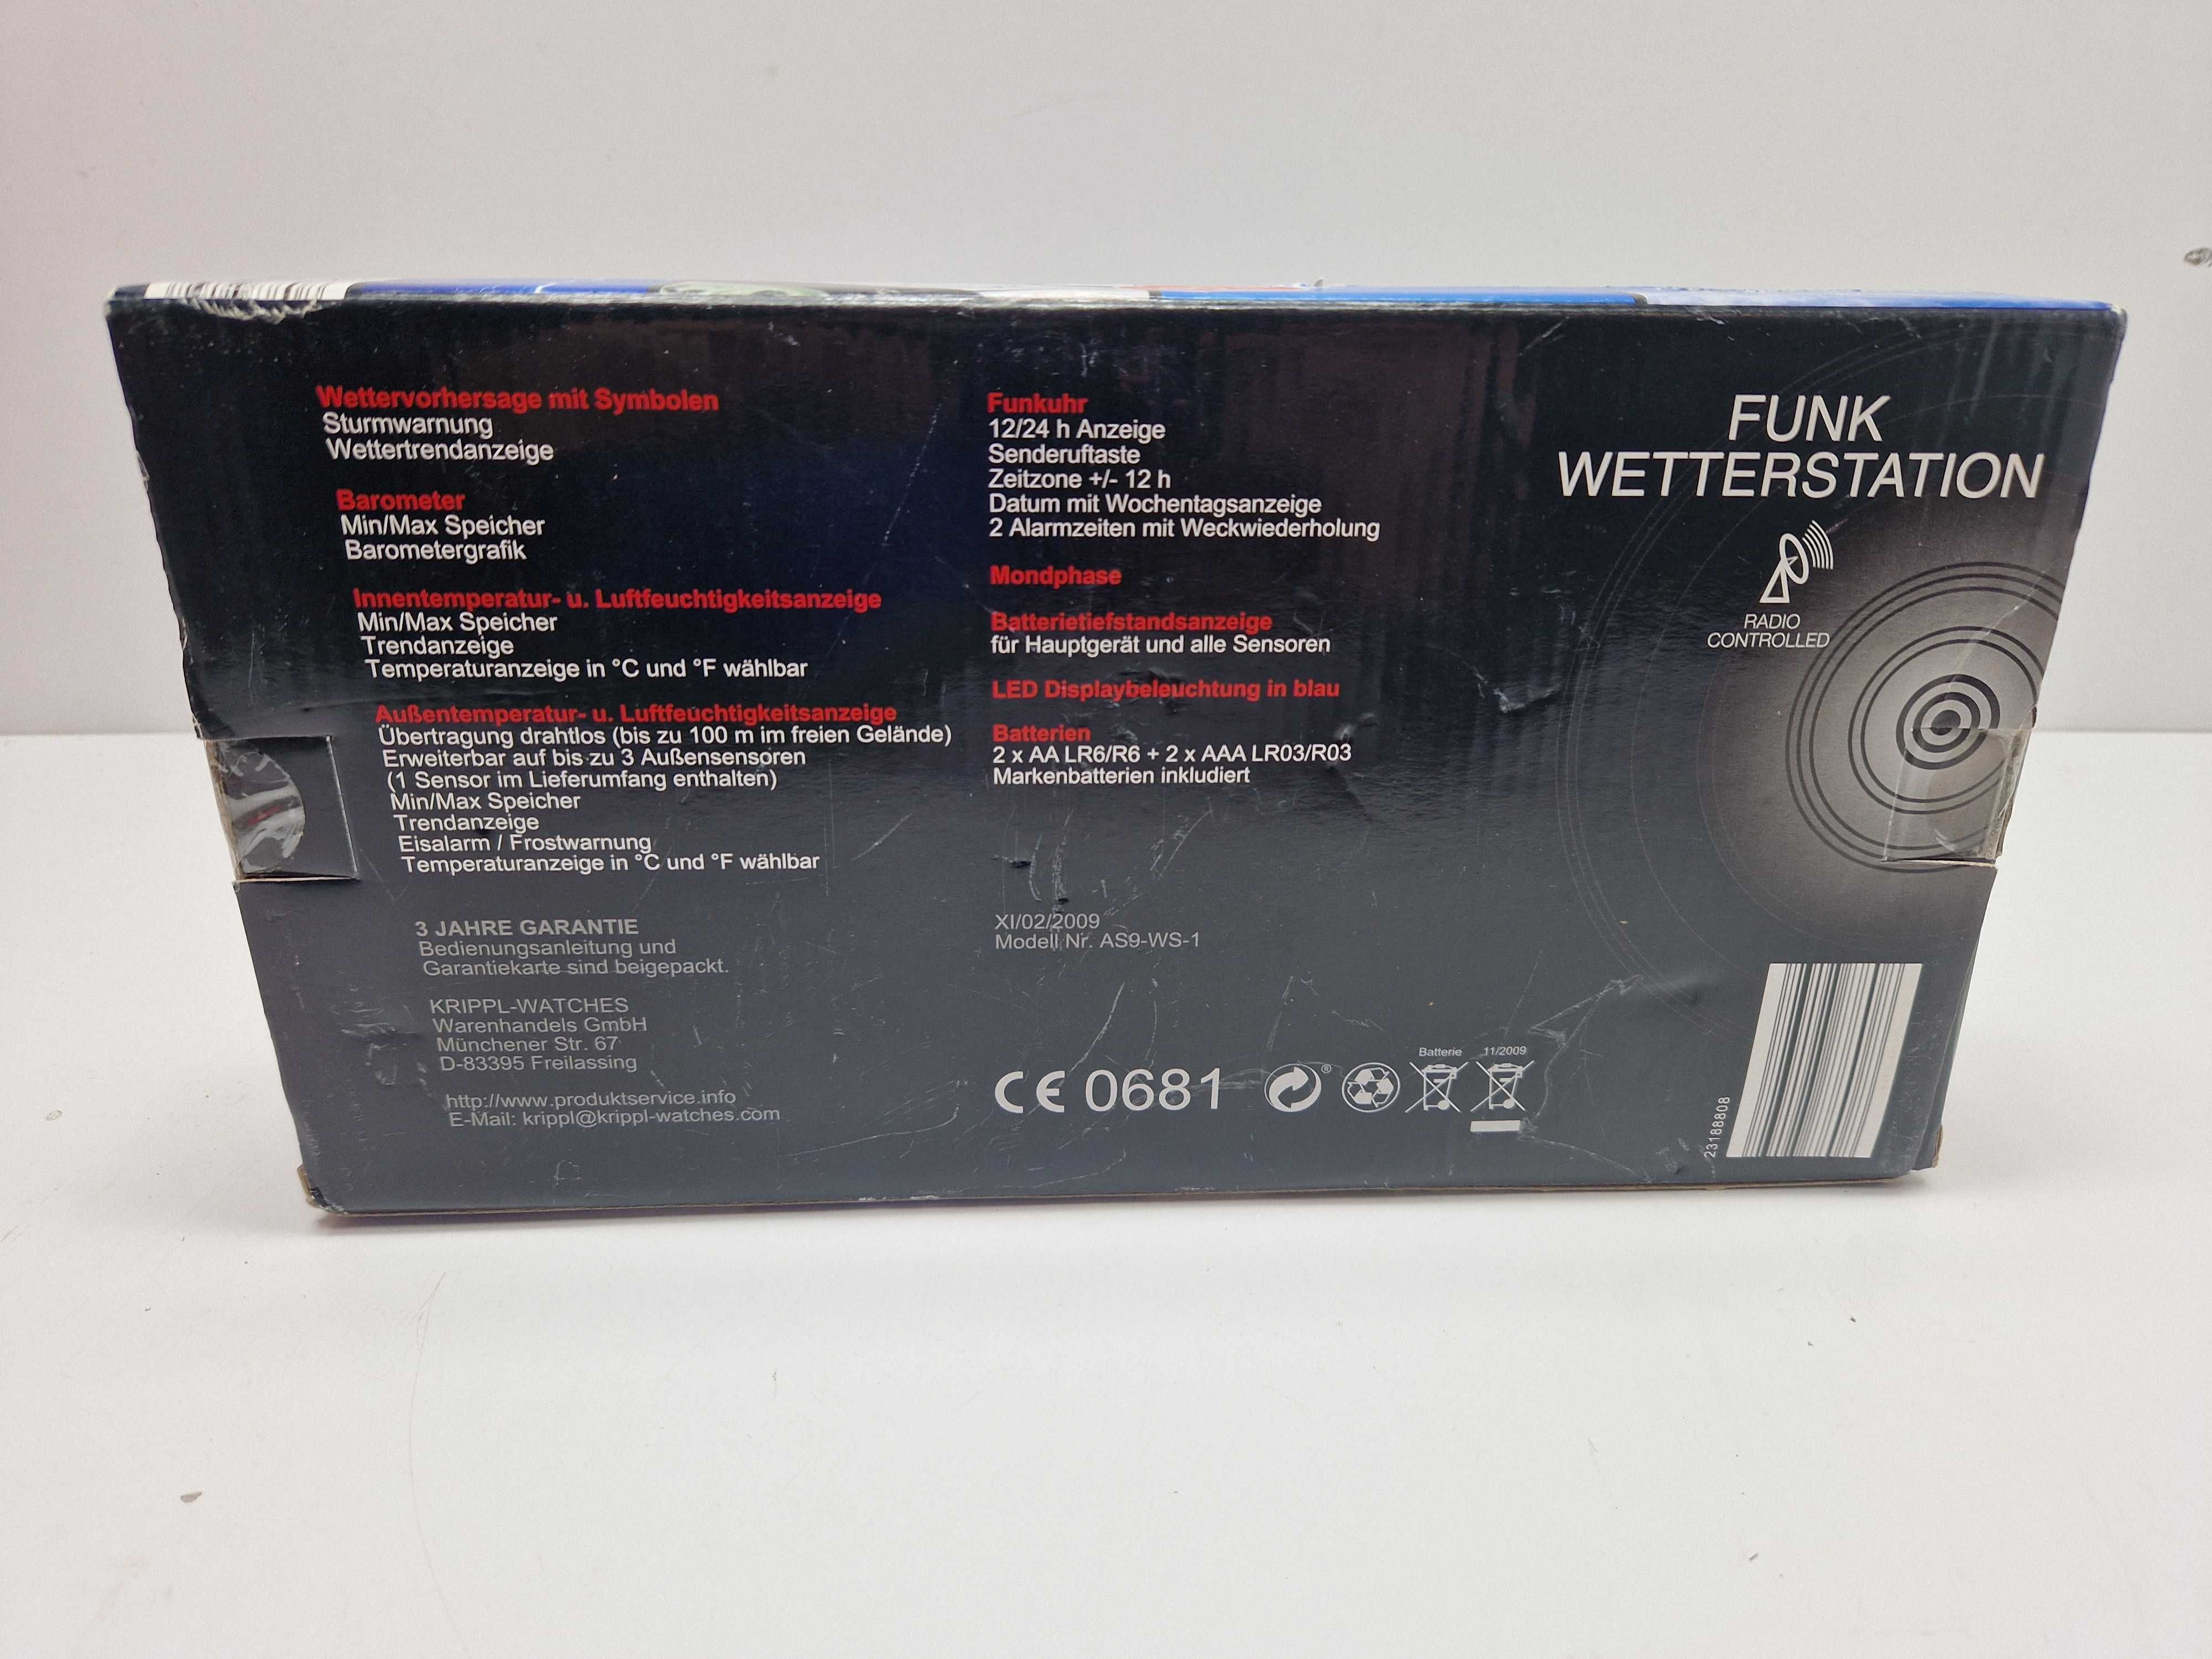 Wettervorhersage mit Symbolen
Sturmwarnung
Wettertrendanzeige
Barometer
Min/Max Speicher
Barometergrafik
Innentemperatur- u. Luftfeuchtigkeitsanzeige
Min/Max Speicher
Trendanzeige
Temperaturanzeige in °C und °F wählbar
Außentemperatur- u. Luftfeuchtigkeitsanzeige
Übertragung drahtlos (bis zu 100 m im freien Gelände)
Erweiterbar auf bis zu 3 Außensensoren
(1 Sensor im Lieferumfang enthalten)
Min/Max Speicher
Trendanzeige
Eisalarm / Frostwarnung
Temperaturanzeige in °C und °F wählbar
3 JAHRE GARANTIE
Bedienungsanleitung und
Garantiekarte sind beigepackt.
KRIPPL-WATCHES
Warenhandels GmbH
Münchener Str. 67
D-83395 Freilassing
http://www.produktservice.info
E-Mail: krippl@krippl-watches.com
Funkuhr
12/24 h Anzeige
Senderuftaste
Zeitzone +/- 12 h
Datum mit Wochentagsanzeige
2 Alarmzeiten mit Weckwiederholung
Mondphase
Batterietiefstandsanzeige
für Hauptgerät und alle Sensoren
LED Displaybeleuchtung in blau
Batterien
2 x AA LR6/R6 + 2 x AAA LR03/R03
Markenbatterien inkludiert
XI/02/2009
Modell Nr. AS9-WS-1
CE 0681
®
Batterie
11/2009
FUNK
WETTERSTATION
RADIO
CONTROLLED
23188808